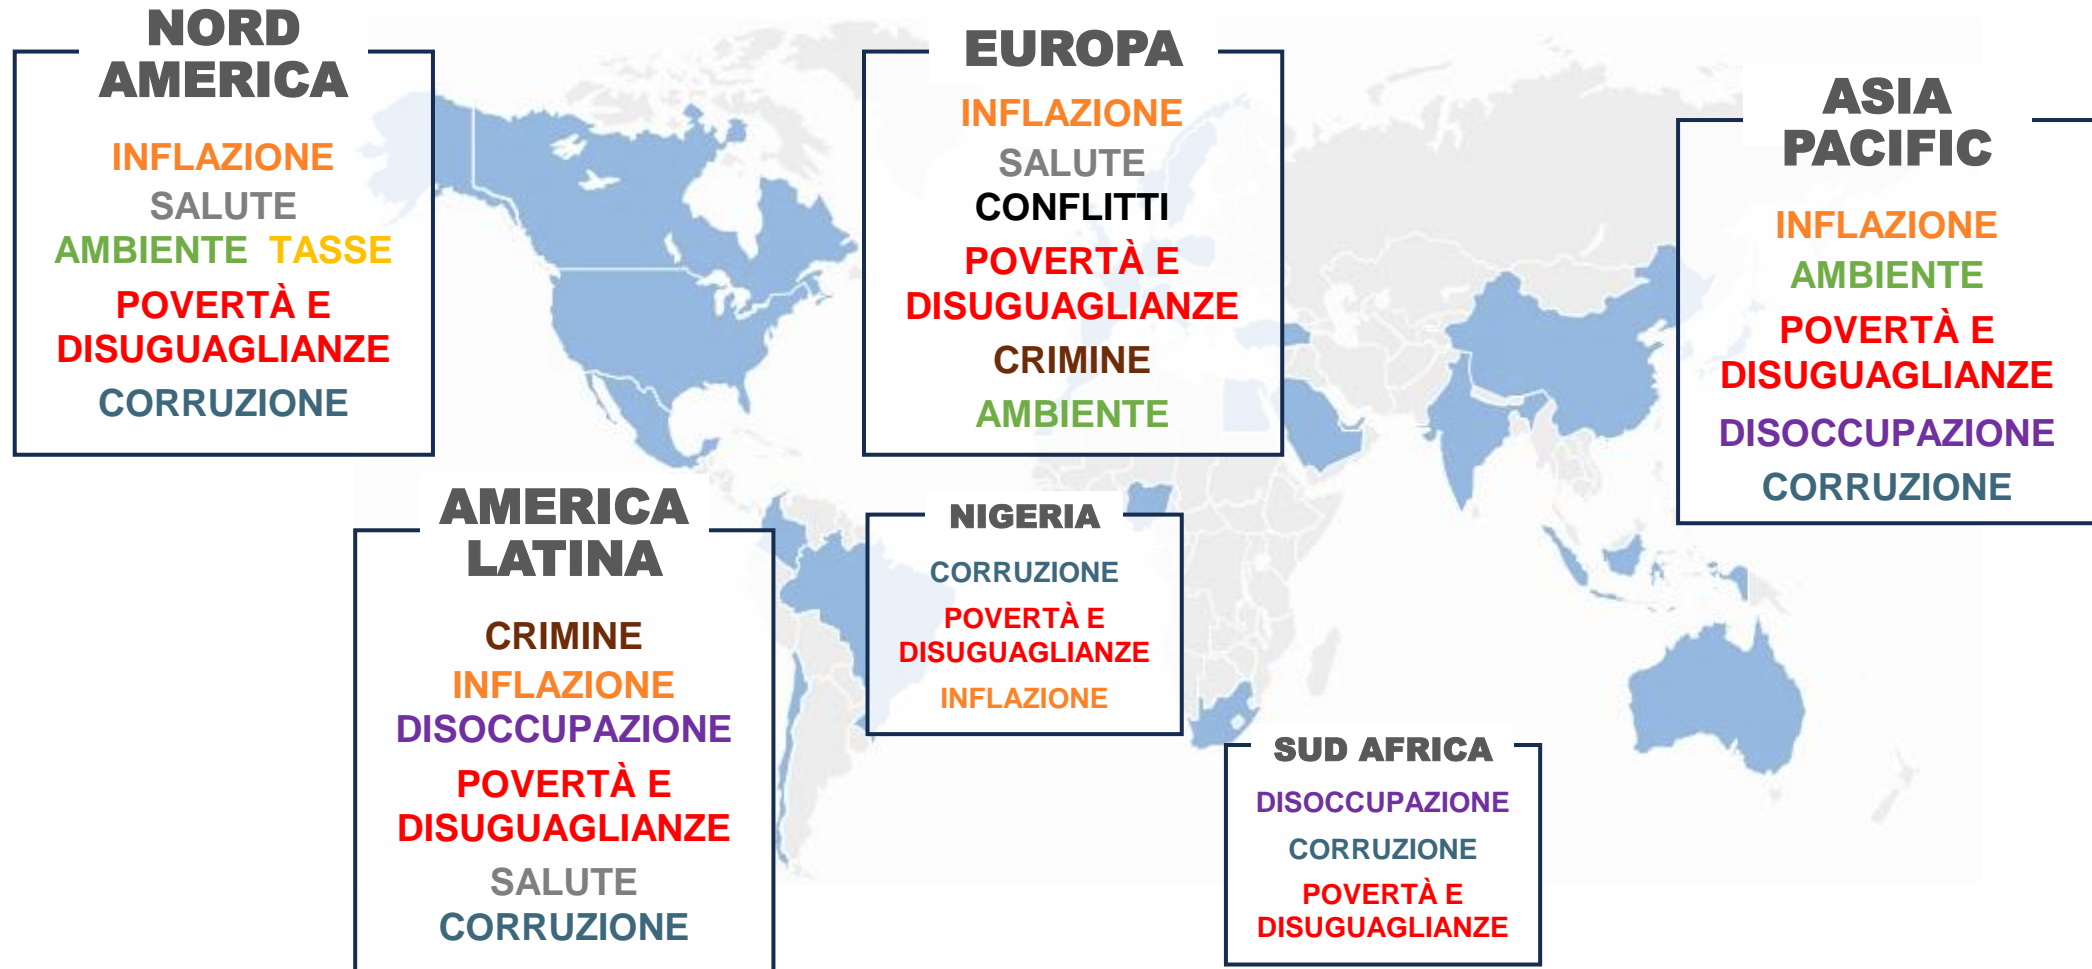 NORD
AMERICA
INFLAZIONE
SALUTE
AMBIENTE TASSE
POVERTÀ E
DISUGUAGLIANZE
CORRUZIONE
EUROPA
INFLAZIONE
SALUTE
CONFLITTI
POVERTÀ E
DISUGUAGLIANZE
CRIMINE
AMBIENTE
ASIA
PACIFIC
INFLAZIONE
AMBIENTE
POVERTÀ E
DISUGUAGLIANZE
DISOCCUPAZIONE
CORRUZIONE
AMERICA
LATINA
CRIMINE
INFLAZIONE
DISOCCUPAZIONE
POVERTÀ E
DISUGUAGLIANZE
SALUTE
CORRUZIONE
NIGERIA
CORRUZIONE
POVERTÀ E
DISUGUAGLIANZE
INFLAZIONE
SUD AFRICA
DISOCCUPAZIONE
CORRUZIONE
POVERTÀ E
DISUGUAGLIANZE